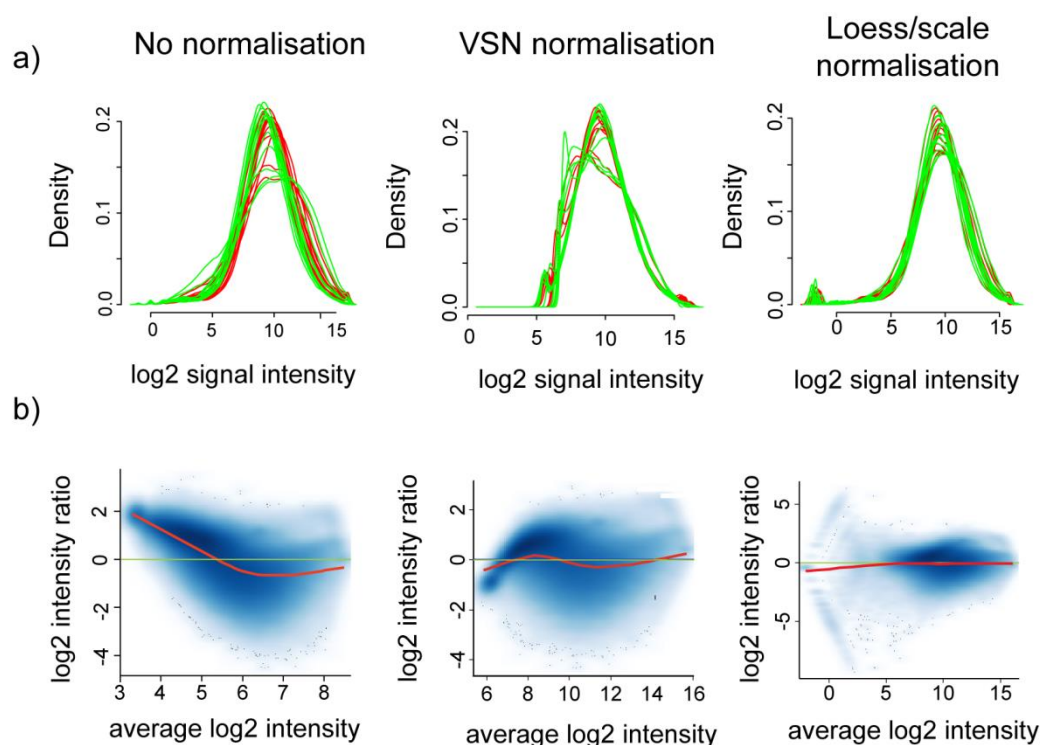 No normalisation
VSN normalisation
Loess/scale
normalisation
a)
Density
0.0
0.1
0.2
0
5
10
15
log2 signal intensity
Density
0.0
0.1
0.2
0
5
10
15
log2 signal intensity
Density
0.0
0.1
0.2
0
5
10
15
log2 signal intensity
b)
log2 intensity ratio
2
0
-2
-4
3
4
5
6
7
8
average log2 intensity
log2 intensity ratio
2
0
-2
-4
6
8
10
12
14
16
average log2 intensity
log2 intensity ratio
5
0
-5
0
5
10
15
average log2 intensity